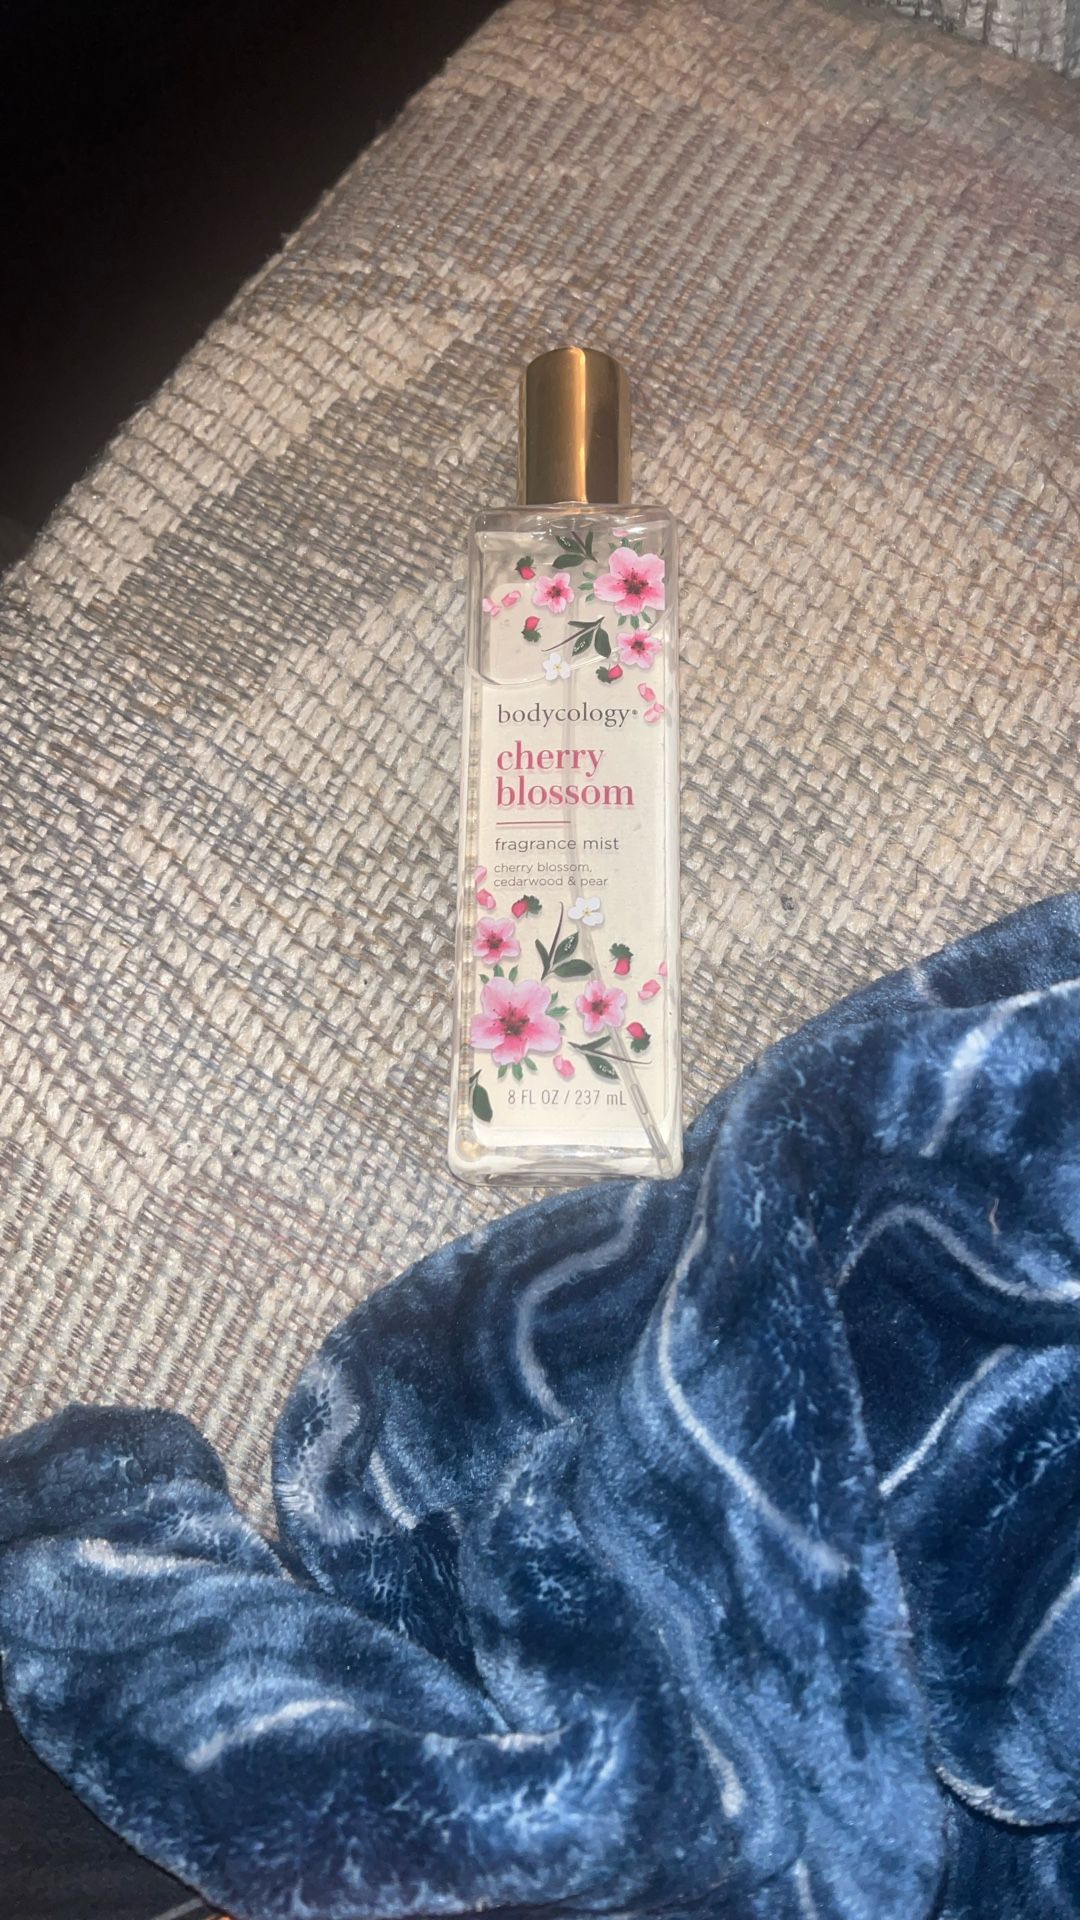 bodycology®
cherry
blossom
fragrance mist
cherry blossom,
cedarwood & pear
8 FL OZ / 237 mL